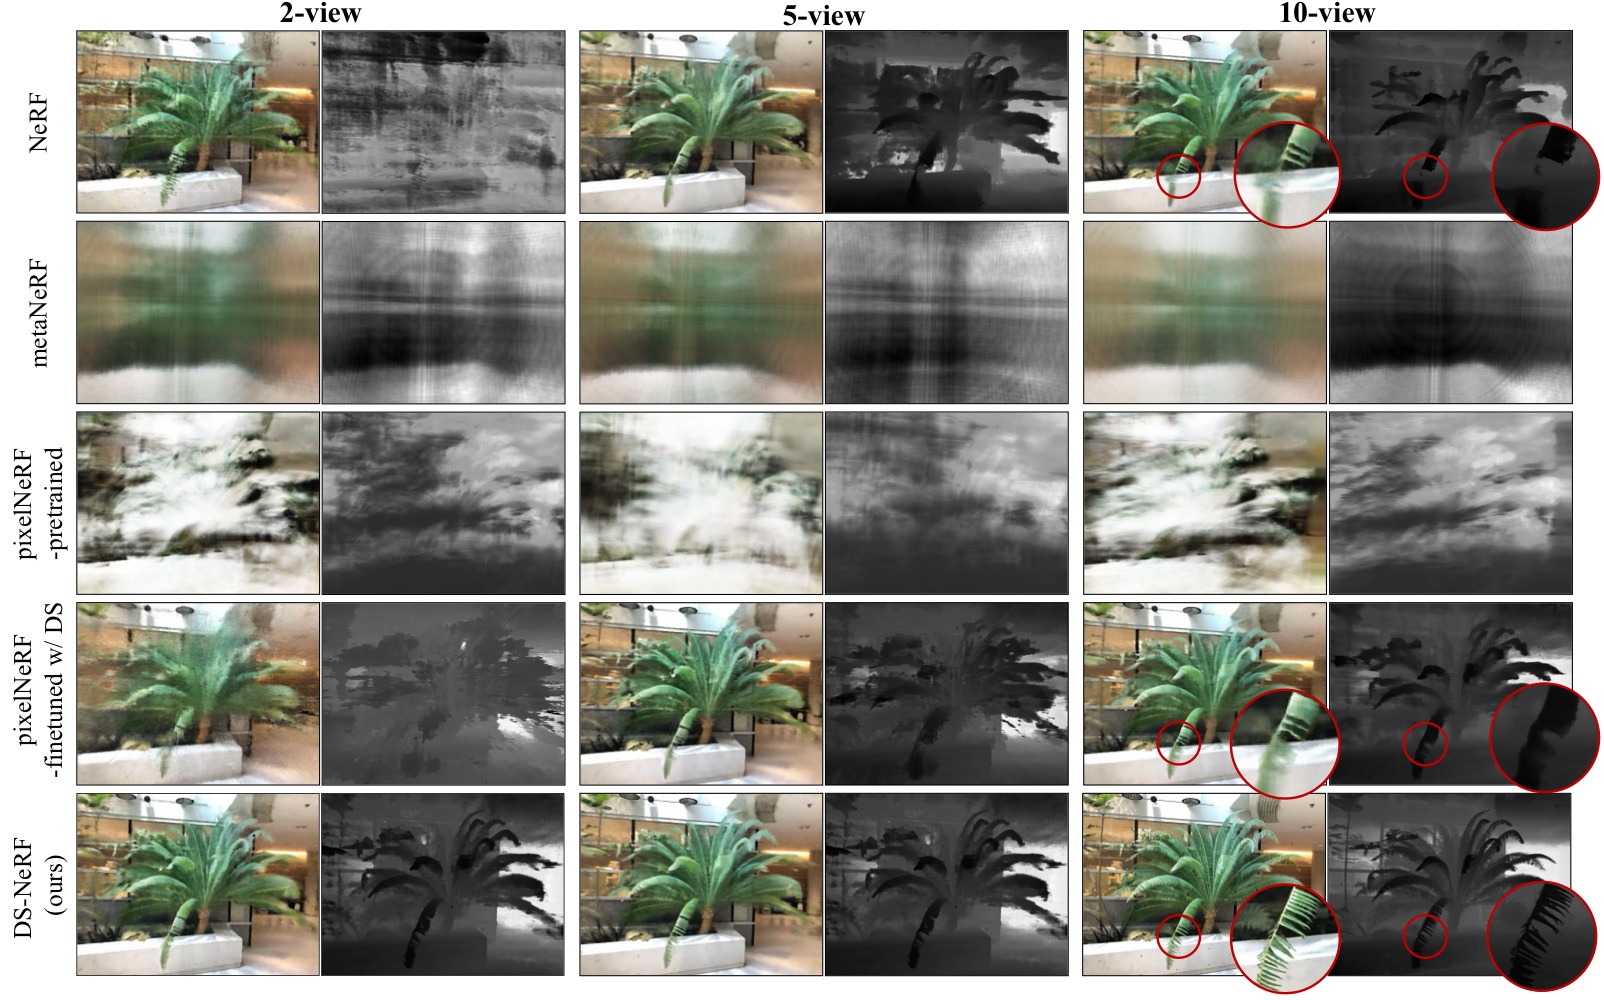 2-view
5-view
10-view
NeRF
metaNeRF
pixelNeRF
-pretrained
pixelNeRF
-finetuned w/ DS
DS-NeRF
(ours)